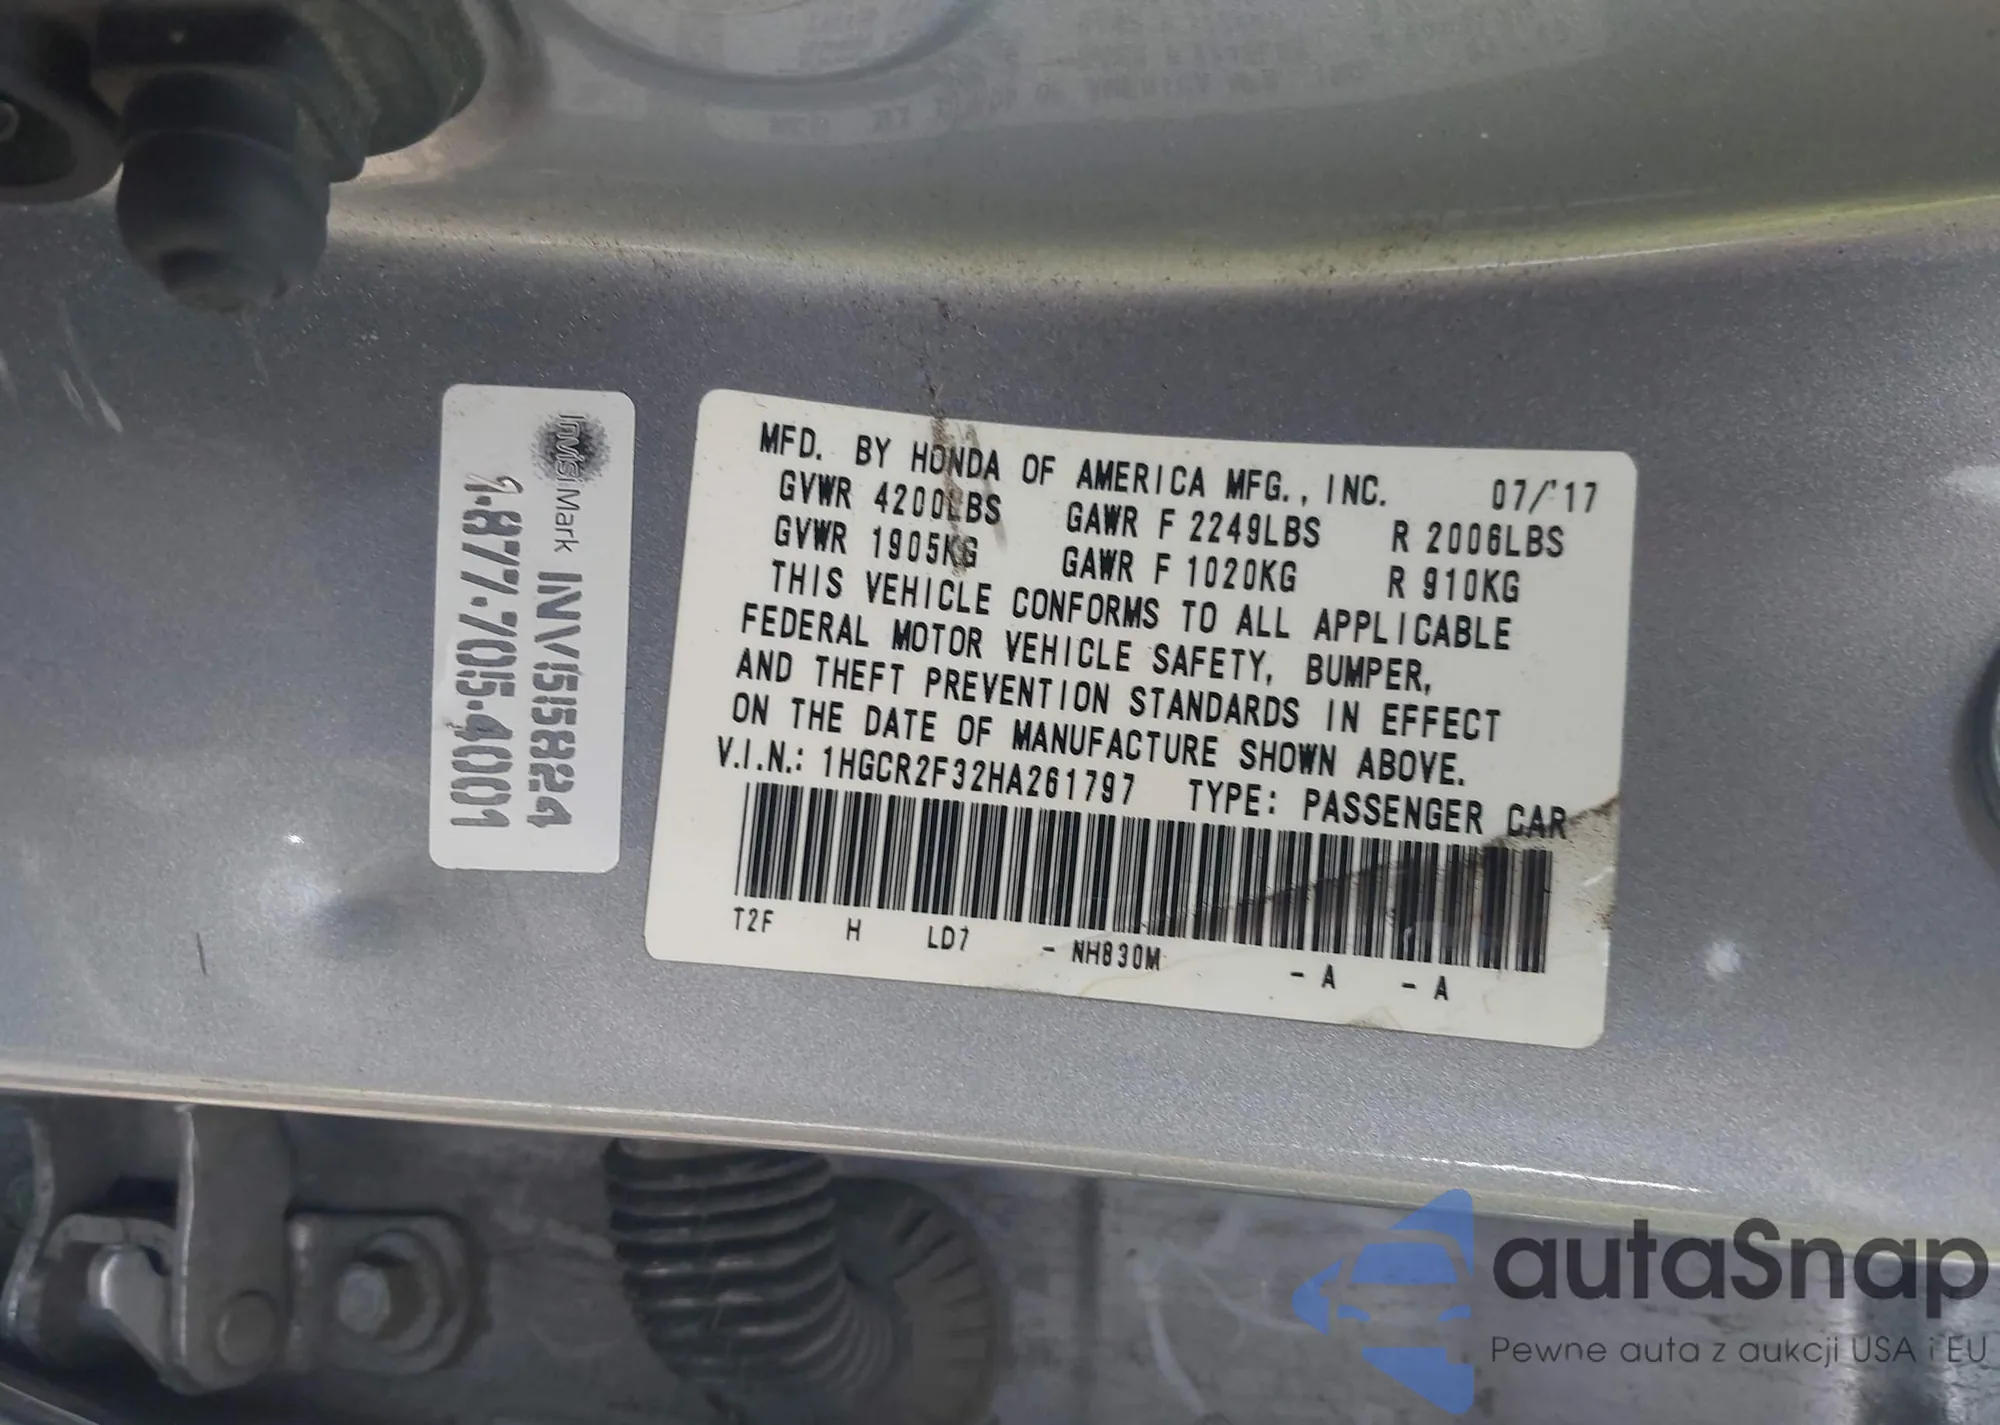 InvisiMark INV55824
1.877.705.4001
MFD. BY HONDA OF AMERICA MFG., INC. 07/'17
GVWR 4200LBS GAWR F 2249LBS R 2006LBS
GVWR 1905KG GAWR F 1020KG R 910KG
THIS VEHICLE CONFORMS TO ALL APPLICABLE
FEDERAL MOTOR VEHICLE SAFETY, BUMPER,
AND THEFT PREVENTION STANDARDS IN EFFECT
ON THE DATE OF MANUFACTURE SHOWN ABOVE.
V.I.N.: 1HGCR2F32HA261797 TYPE: PASSENGER CAR
T2F H LD7 - NH830M - A - A
autaSnap
Pewne auta z aukcji USA i EU